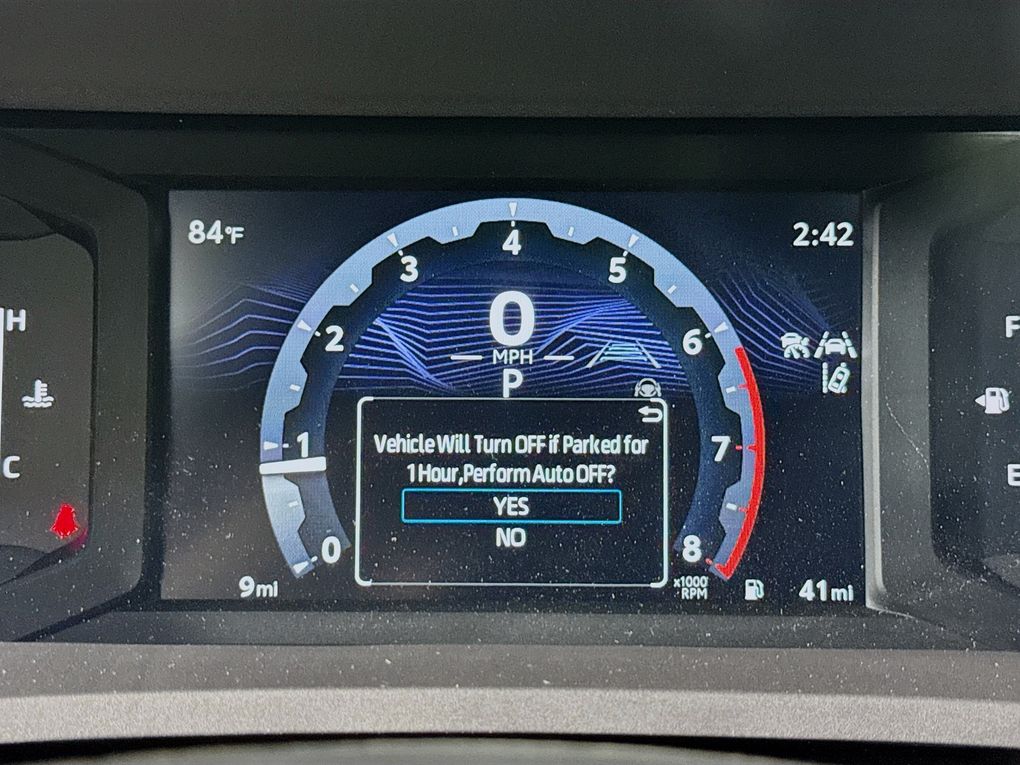 84°F
2:42
0
1
2
3
4
5
6
7
8
0
MPH
P
Vehicle Will Turn OFF if Parked for
1 Hour,Perform Auto OFF?
YES
NO
x1000
RPM
9mi
41mi
H
C
F
E